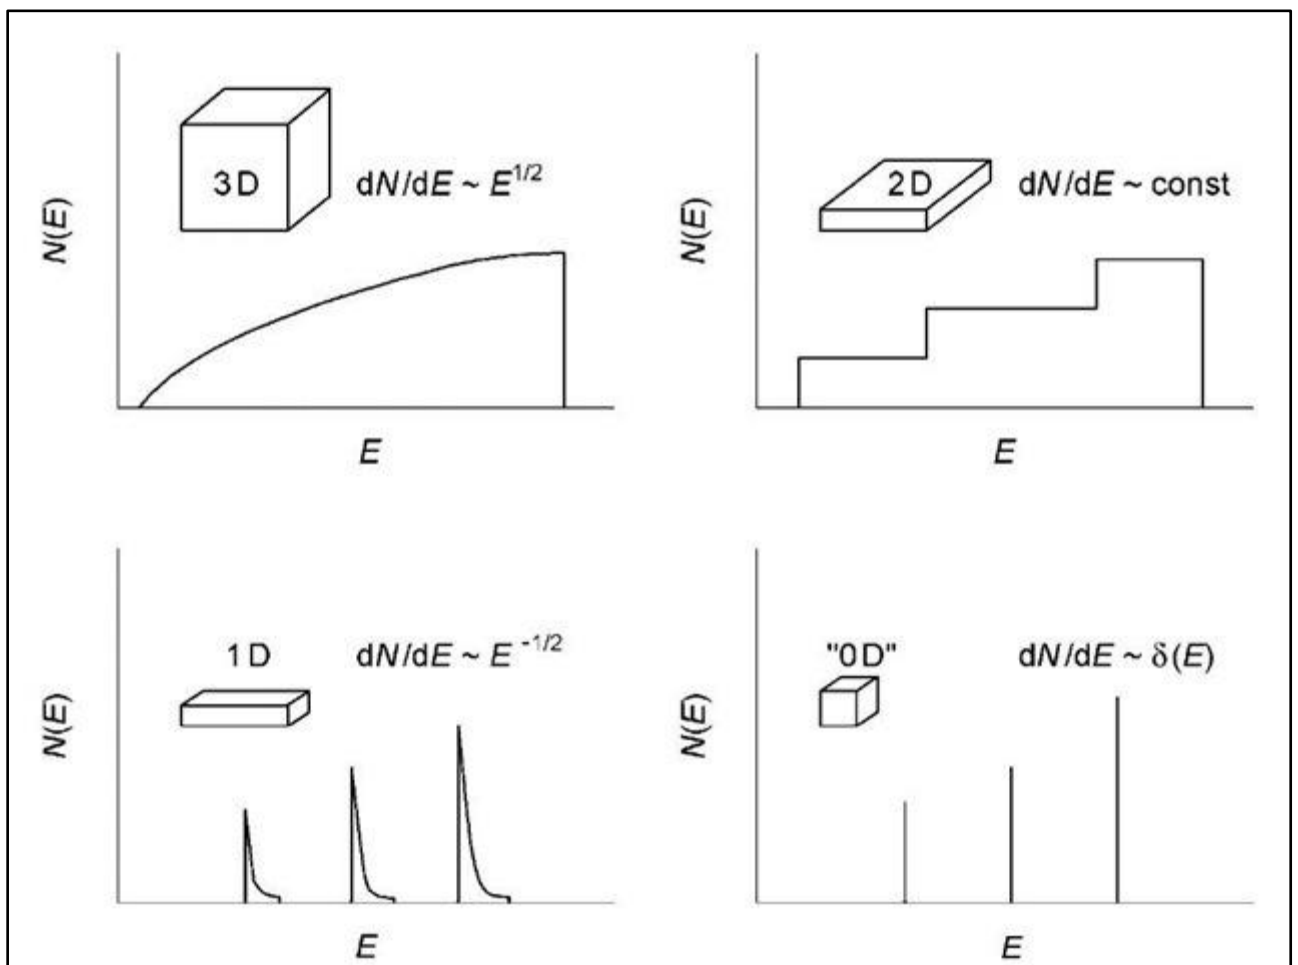 3D
dN/dE ~ E^1/2
N(E)
E
2D
dN/dE ~ const
N(E)
E
1D
dN/dE ~ E^-1/2
N(E)
E
"0D"
dN/dE ~ δ(E)
N(E)
E